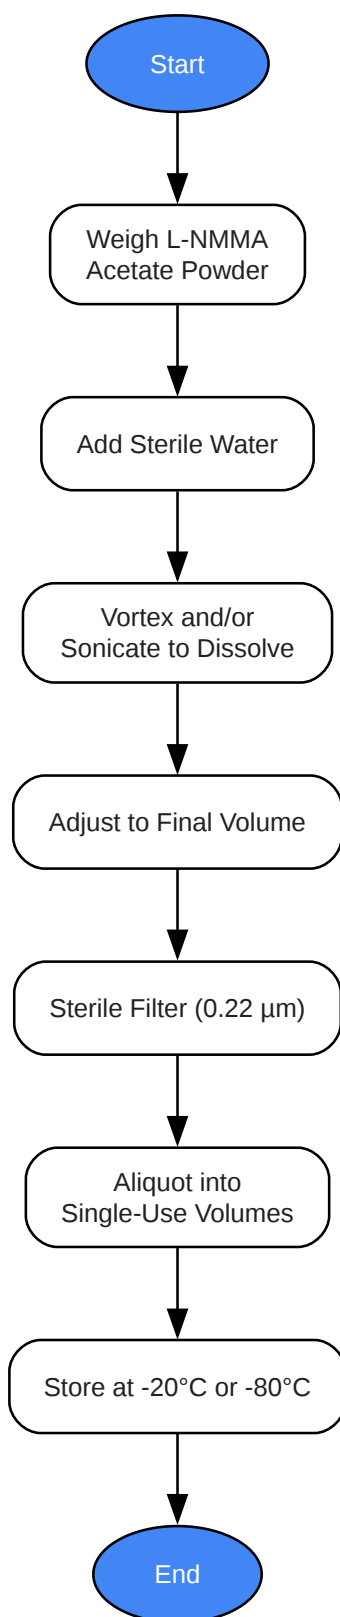 Start
Weigh L-NMMA
Acetate Powder
Add Sterile Water
Vortex and/or
Sonicate to Dissolve
Adjust to Final Volume
Sterile Filter (0.22 µm)
Aliquot into
Single-Use Volumes
Store at -20°C or -80°C
End